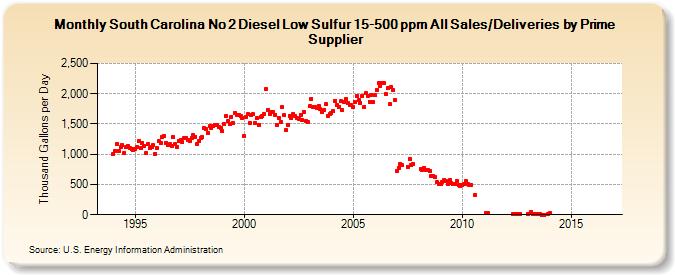 Monthly South Carolina No 2 Diesel Low Sulfur 15-500 ppm All Sales/Deliveries by Prime
Supplier
Thousand Gallons per Day
2,500
2,000
1,500
1,000
500
0
1995
2000
2005
2010
2015
Source: U.S. Energy Information Administration